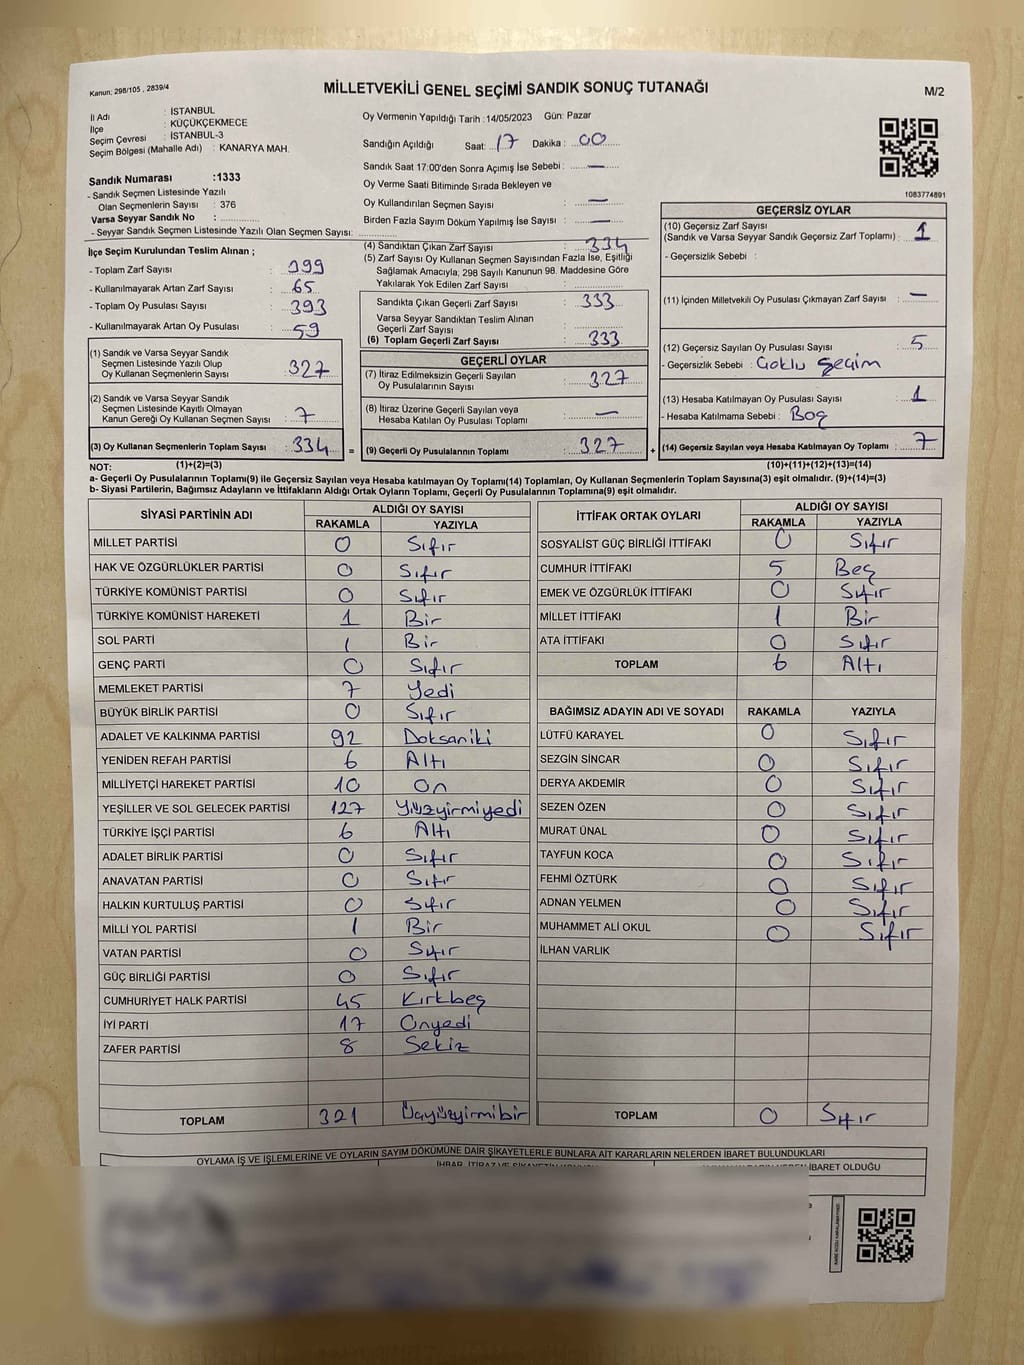 Kanun: 298/105 , 2839/4
MİLLETVEKİLİ GENEL SEÇİMİ SANDIK SONUÇ TUTANAĞI
M/2
İl Adı : İSTANBUL
İlçe : KÜÇÜKÇEKMECE
Seçim Çevresi : İSTANBUL-3
Seçim Bölgesi (Mahalle Adı) : KANARYA MAH.
Sandık Numarası :1333
- Sandık Seçmen Listesinde Yazılı
Olan Seçmenlerin Sayısı : 376
Varsa Seyyar Sandık No :
- Seyyar Sandık Seçmen Listesinde Yazılı Olan Seçmen Sayısı:
Oy Vermenin Yapıldığı Tarih :14/05/2023 Gün: Pazar
Sandığın Açıldığı Saat: 17 Dakika : 00
Sandık Saat 17:00'den Sonra Açımış İse Sebebi : —
Oy Verme Saati Bitiminde Sırada Bekleyen ve
Oy Kullandırılan Seçmen Sayısı : —
Birden Fazla Sayım Döküm Yapılmış İse Sayısı : —
1083774891
İlçe Seçim Kurulundan Teslim Alınan ;
- Toplam Zarf Sayısı : 399
- Kullanılmayarak Artan Zarf Sayısı : 65
- Toplam Oy Pusulası Sayısı : 393
- Kullanılmayarak Artan Oy Pusulası : 59
(1) Sandık ve Varsa Seyyar Sandık
Seçmen Listesinde Yazılı Olup
Oy Kullanan Seçmenlerin Sayısı : 327
(2) Sandık ve Varsa Seyyar Sandık
Seçmen Listesinde Kayıtlı Olmayan
Kanun Gereği Oy Kullanan Seçmen Sayısı : 7
(3) Oy Kullanan Seçmenlerin Toplam Sayısı : 334
(4) Sandıktan Çıkan Zarf Sayısı : 334
(5) Zarf Sayısı Oy Kullanan Seçmen Sayısından Fazla İse, Eşitliği
Sağlamak Amacıyla; 298 Sayılı Kanunun 98. Maddesine Göre
Yakılarak Yok Edilen Zarf Sayısı :
Sandıkta Çıkan Geçerli Zarf Sayısı : 333
Varsa Seyyar Sandıktan Teslim Alınan
Geçerli Zarf Sayısı :
(6) Toplam Geçerli Zarf Sayısı : 333
GEÇERLİ OYLAR
(7) İtiraz Edilmeksizin Geçerli Sayılan
Oy Pusulalarının Sayısı : 327
(8) İtiraz Üzerine Geçerli Sayılan veya
Hesaba Katılan Oy Pusulası Toplamı : —
= (9) Geçerli Oy Pusulalarının Toplamı : 327
GEÇERSİZ OYLAR
(10) Geçersiz Zarf Sayısı
(Sandık ve Varsa Seyyar Sandık Geçersiz Zarf Toplamı) : 1
- Geçersizlik Sebebi :
(11) İçinden Milletvekili Oy Pusulası Çıkmayan Zarf Sayısı : —
(12) Geçersiz Sayılan Oy Pusulası Sayısı : 5
- Geçersizlik Sebebi : Çoklu Seçim
(13) Hesaba Katılmayan Oy Pusulası Sayısı : 1
- Hesaba Katılmama Sebebi : Boş
+ (14) Geçersiz Sayılan veya Hesaba Katılmayan Oy Toplamı : 7
NOT: (1)+(2)=(3)
(10)+(11)+(12)+(13)=(14)
a- Geçerli Oy Pusulalarının Toplamı(9) ile Geçersiz Sayılan veya Hesaba katılmayan Oy Toplamı(14) Toplamları, Oy Kullanan Seçmenlerin Toplam Sayısına(3) eşit olmalıdır. (9)+(14)=(3)
b- Siyasi Partilerin, Bağımsız Adayların ve İttifakların Aldığı Ortak Oyların Toplamı, Geçerli Oy Pusulalarının Toplamına(9) eşit olmalıdır.
SİYASİ PARTİNİN ADI ALDIĞI OY SAYISI
RAKAMLA YAZIYLA
MİLLET PARTİSİ 0 Sıfır
HAK VE ÖZGÜRLÜKLER PARTİSİ 0 Sıfır
TÜRKİYE KOMÜNİST PARTİSİ 0 Sıfır
TÜRKİYE KOMÜNİST HAREKETİ 1 Bir
SOL PARTİ 1 Bir
GENÇ PARTİ 0 Sıfır
MEMLEKET PARTİSİ 7 Yedi
BÜYÜK BİRLİK PARTİSİ 0 Sıfır
ADALET VE KALKINMA PARTİSİ 92 Doksaniki
YENİDEN REFAH PARTİSİ 6 Altı
MİLLİYETÇİ HAREKET PARTİSİ 10 On
YEŞİLLER VE SOL GELECEK PARTİSİ 127 Yüzyirmiyedi
TÜRKİYE İŞÇİ PARTİSİ 6 Altı
ADALET BİRLİK PARTİSİ 0 Sıfır
ANAVATAN PARTİSİ 0 Sıfır
HALKIN KURTULUŞ PARTİSİ 0 Sıfır
MİLLİ YOL PARTİSİ 1 Bir
VATAN PARTİSİ 0 Sıfır
GÜÇ BİRLİĞİ PARTİSİ 0 Sıfır
CUMHURİYET HALK PARTİSİ 45 Kırkbeş
İYİ PARTİ 17 Onyedi
ZAFER PARTİSİ 8 Sekiz
TOPLAM 321 Üçyüzyirmibir
İTTİFAK ORTAK OYLARI ALDIĞI OY SAYISI
RAKAMLA YAZIYLA
SOSYALİST GÜÇ BİRLİĞİ İTTİFAKI 0 Sıfır
CUMHUR İTTİFAKI 5 Beş
EMEK VE ÖZGÜRLÜK İTTİFAKI 0 Sıfır
MİLLET İTTİFAKI 1 Bir
ATA İTTİFAKI 0 Sıfır
TOPLAM 6 Altı
BAĞIMSIZ ADAYIN ADI VE SOYADI RAKAMLA YAZIYLA
LÜTFÜ KARAYEL 0 Sıfır
SEZGİN SİNCAR 0 Sıfır
DERYA AKDEMİR 0 Sıfır
SEZEN ÖZEN 0 Sıfır
MURAT ÜNAL 0 Sıfır
TAYFUN KOCA 0 Sıfır
FEHMİ ÖZTÜRK 0 Sıfır
ADNAN YELMEN 0 Sıfır
MUHAMMET ALİ OKUL 0 Sıfır
İLHAN VARLIK
TOPLAM 0 Sıfır
OYLAMA İŞ VE İŞLEMLERİNE VE OYLARIN SAYIM DÖKÜMÜNE DAİR ŞİKAYETLERLE BUNLARA AİT KARARLARIN NELERDEN İBARET BULUNDUKLARI
İBARET OLDUĞU